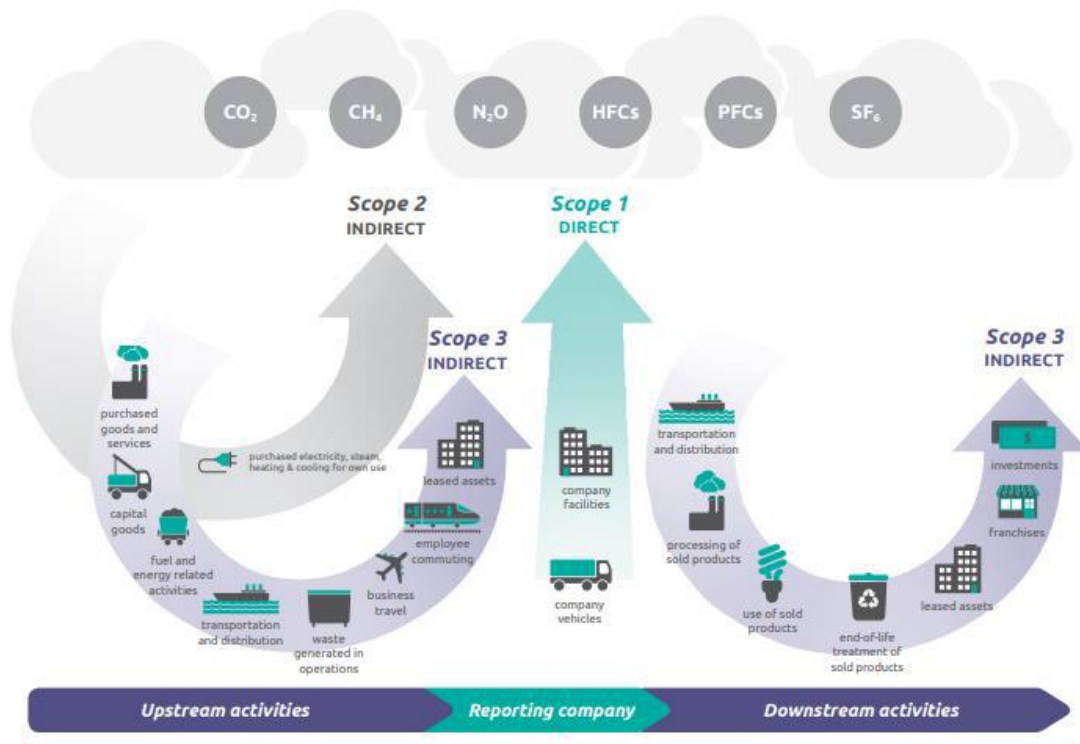 CO₂
CH₄
N₂O
HFCs
PFCs
SF₆
Scope 2
INDIRECT
Scope 1
DIRECT
Scope 3
INDIRECT
Scope 3
INDIRECT
purchased
goods and
services
capital
goods
fuel and
energy related
activities
purchased electricity, steam,
heating & cooling for own use
transportation
and distribution
waste
generated in
operations
business
travel
employee
commuting
leased assets
company
facilities
company
vehicles
transportation
and distribution
processing of
sold products
use of sold
products
end-of-life
treatment of
sold products
leased assets
franchises
$
investments
Upstream activities
Reporting company
Downstream activities